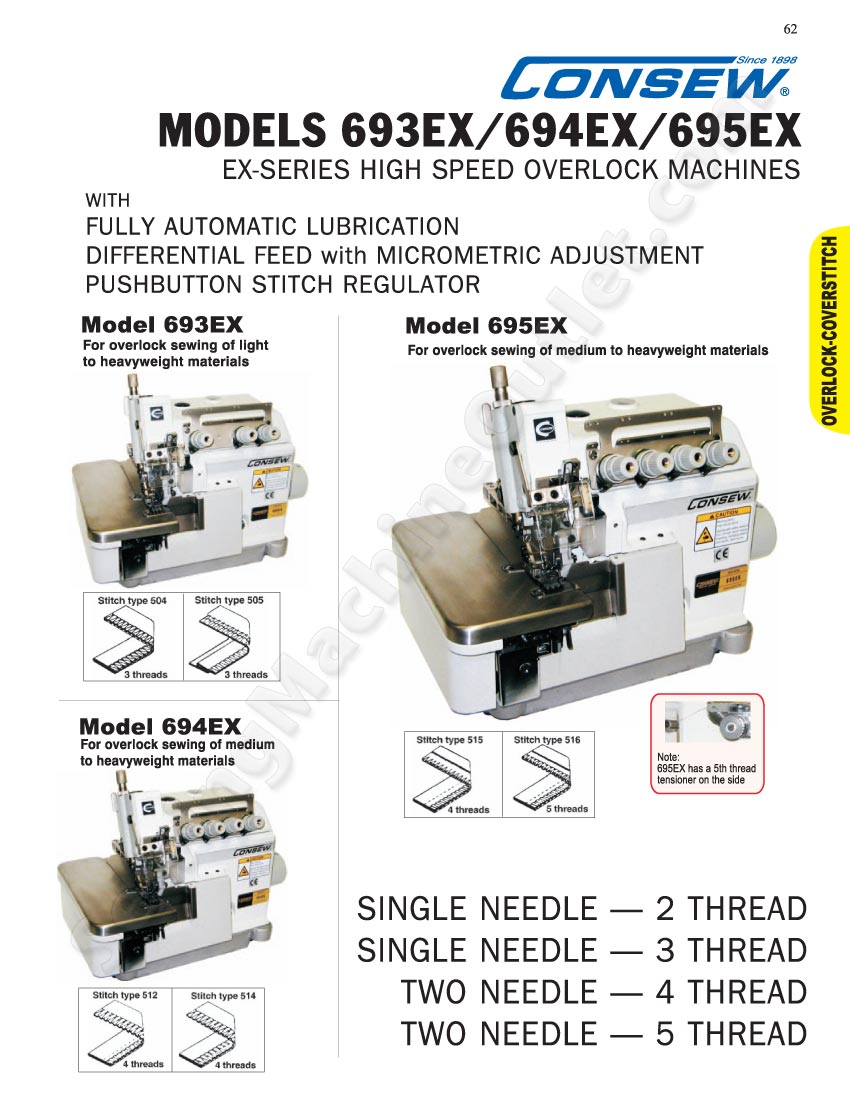 62
Since 1898
CONSEW®
MODELS 693EX/694EX/695EX
EX-SERIES HIGH SPEED OVERLOCK MACHINES
WITH
FULLY AUTOMATIC LUBRICATION
DIFFERENTIAL FEED with MICROMETRIC ADJUSTMENT
PUSHBUTTON STITCH REGULATOR
OVERLOCK-COVERSTITCH
Model 693EX
For overlock sewing of light
to heavyweight materials
CONSEW
CE
Stitch type 504
3 threads
Stitch type 505
3 threads
Model 694EX
For overlock sewing of medium
to heavyweight materials
CONSEW
Stitch type 512
4 threads
Stitch type 514
4 threads
Model 695EX
For overlock sewing of medium to heavyweight materials
CONSEW
CAUTION
CE
Stitch type 515
4 threads
Stitch type 516
5 threads
Note:
695EX has a 5th thread
tensioner on the side
SINGLE NEEDLE — 2 THREAD
SINGLE NEEDLE — 3 THREAD
TWO NEEDLE — 4 THREAD
TWO NEEDLE — 5 THREAD
SewingMachineOutlet.com